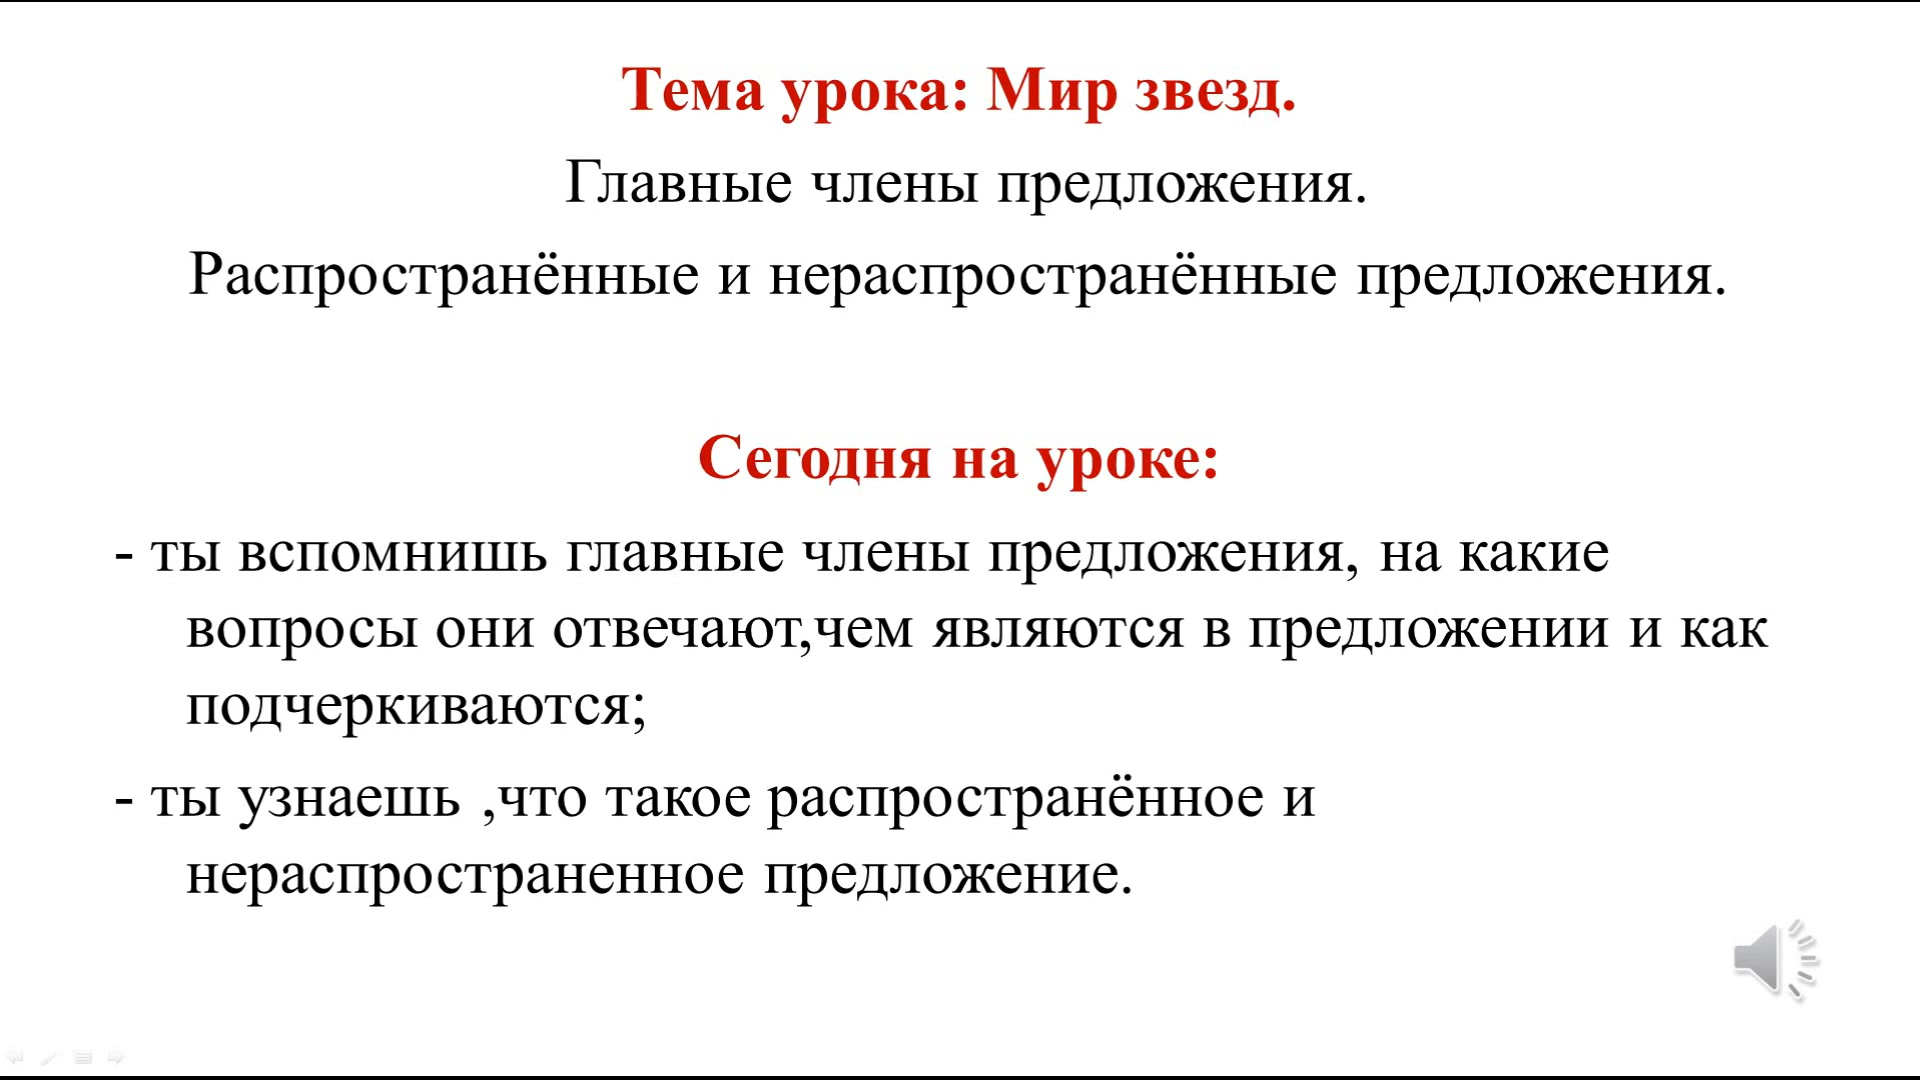 Тема урока: Мир звезд.
Главные члены предложения.
Распространённые и нераспространённые предложения.
Сегодня на уроке:
- ты вспомнишь главные члены предложения, на какие
вопросы они отвечают,чем являются в предложении и как
подчеркиваются;
- ты узнаешь ,что такое распространённое и
нераспространенное предложение.